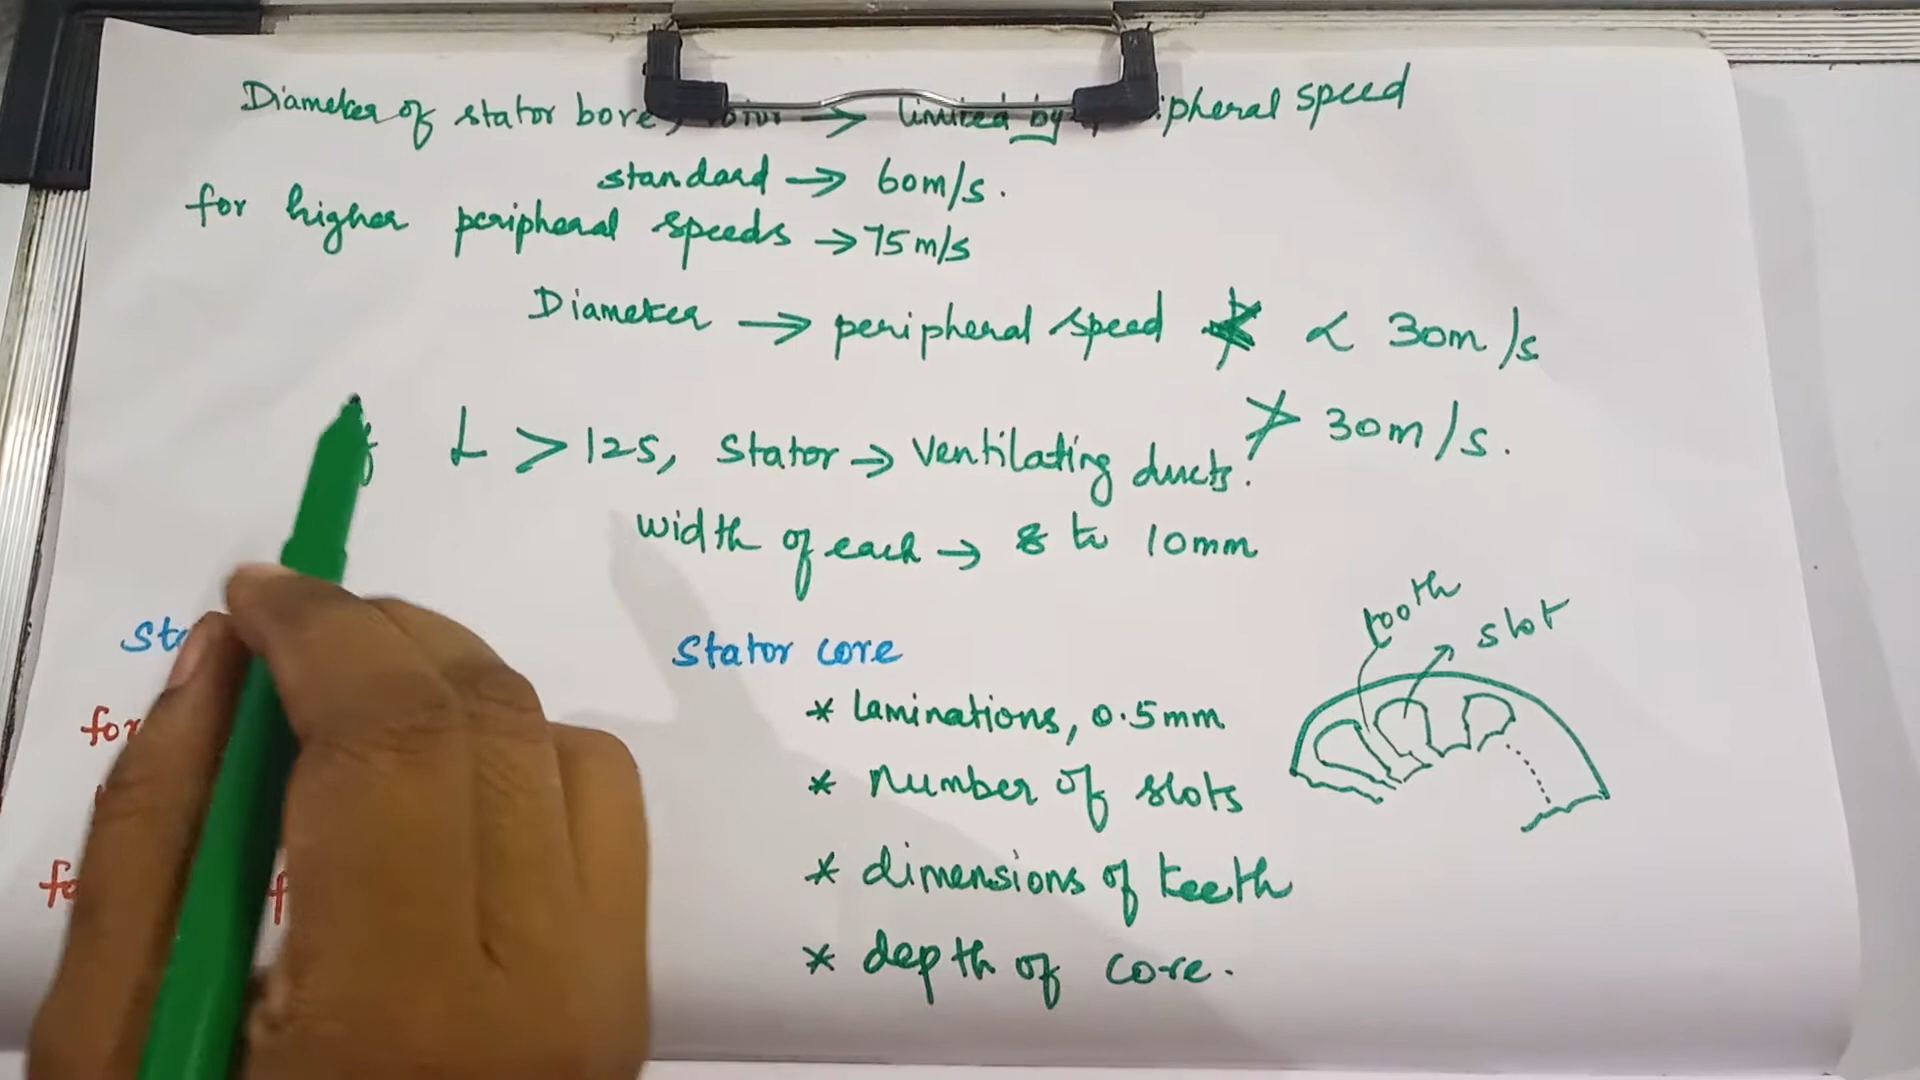 Diameter of stator bore, → limited by pheral speed
standard → 60m/s.
for higher peripheral speeds → 75m/s
Diameter → peripheral speed < 30m/s
≯ 30m/s.
L > 125, stator → ventilating ducts.
width of each → 8 to 10mm
tooth
slot
stator core
* laminations, 0.5mm
* number of slots
* dimensions of teeth
* depth of core.
for